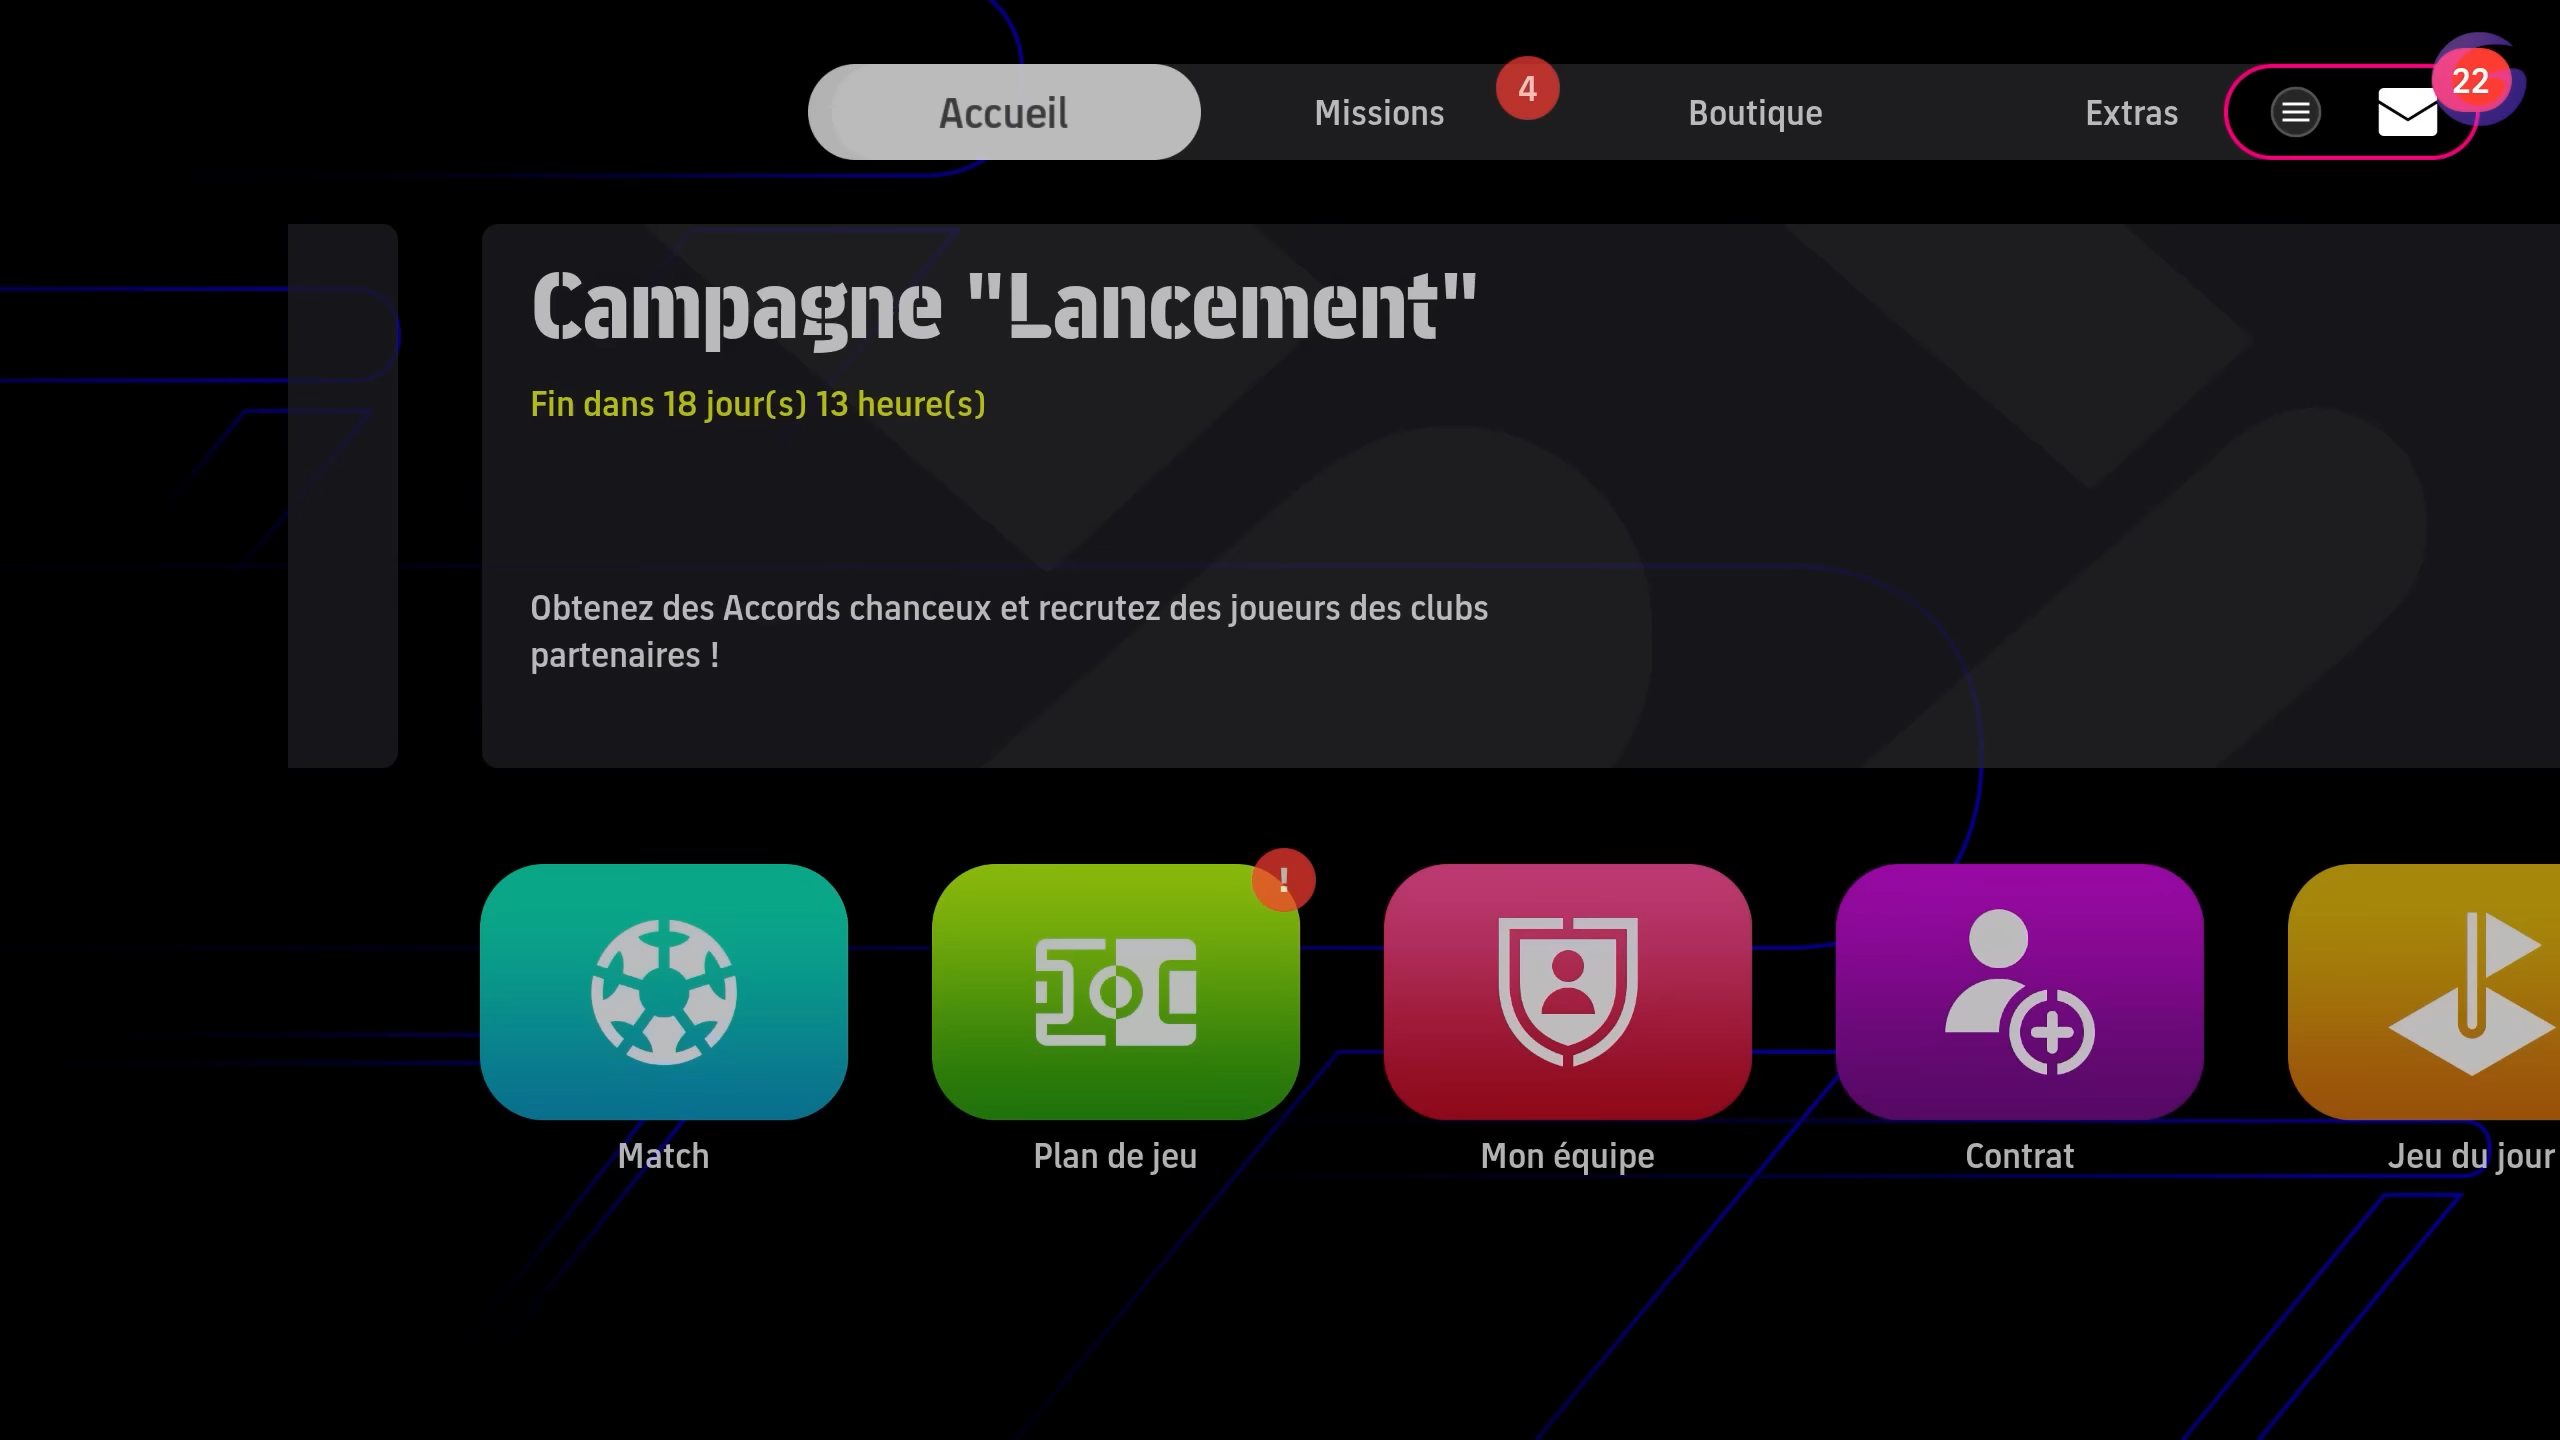 Accueil
Missions
4
Boutique
Extras
22
Campagne "Lancement"
Fin dans 18 jour(s) 13 heure(s)
Obtenez des Accords chanceux et recrutez des joueurs des clubs
partenaires !
!
Match
Plan de jeu
Mon équipe
Contrat
Jeu du jour